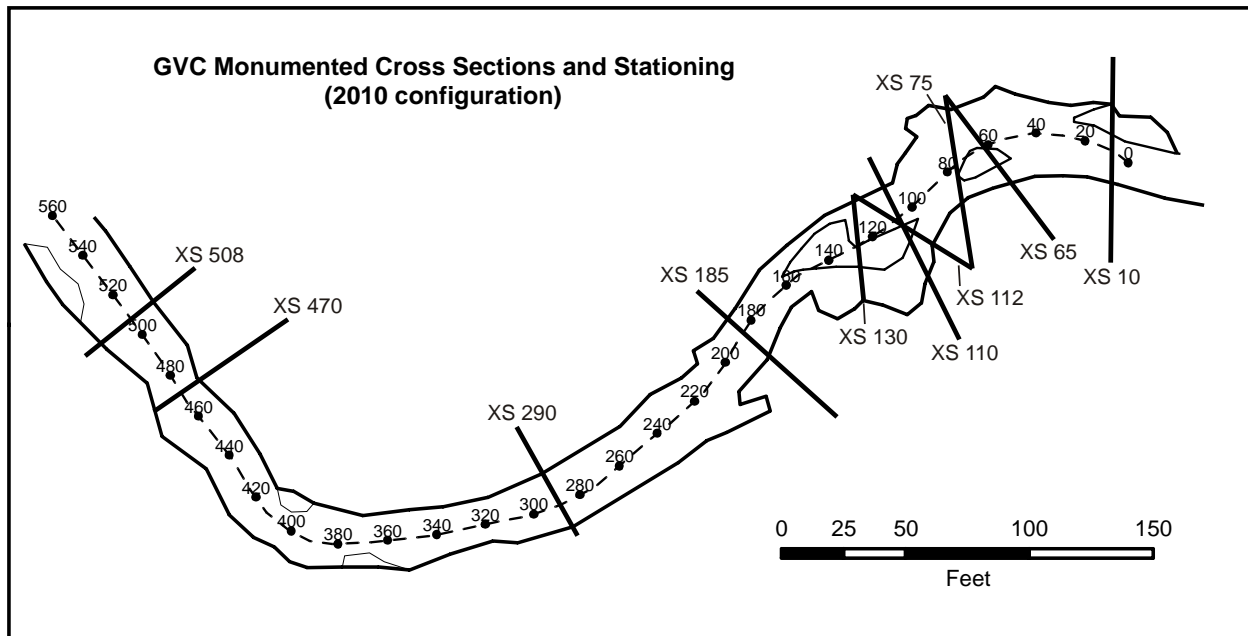 GVC Monumented Cross Sections and Stationing
(2010 configuration)
XS 75
60
40
20
0
80
100
120
140
160
180
200
220
240
260
280
300
320
340
360
380
400
420
440
460
480
500
520
540
560
XS 508
XS 470
XS 290
XS 185
XS 130
XS 110
XS 112
XS 65
XS 10
0 25 50 100 150
Feet